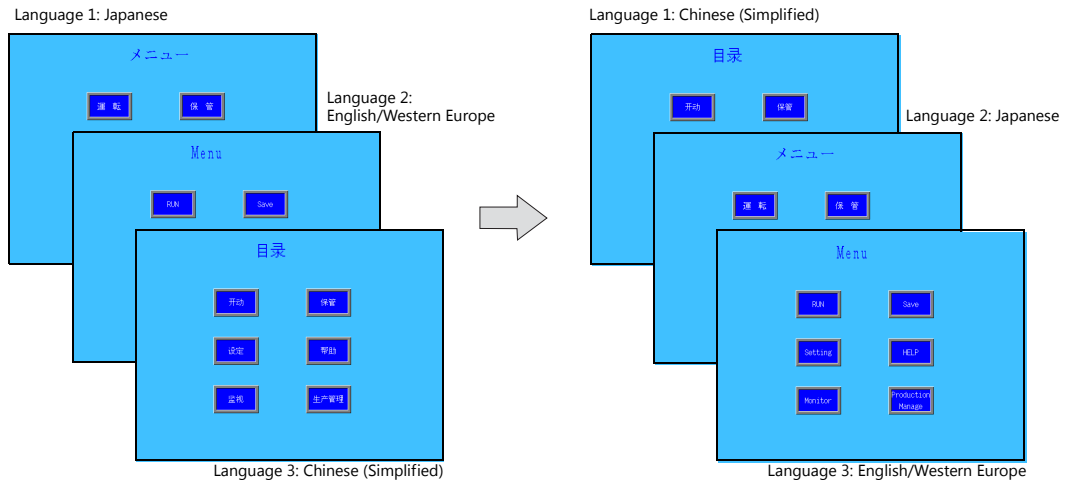 Language 1: Japanese
メニュー
運 転
保 管
Language 2:
English/Western Europe
Menu
RUN
Save
目录
开动
保管
设定
帮助
监视
生产管理
Language 3: Chinese (Simplified)
Language 1: Chinese (Simplified)
目录
开动
保管
Language 2: Japanese
メニュー
運 転
保 管
Menu
RUN
Save
Setting
HELP
Monitor
Production
Manage
Language 3: English/Western Europe